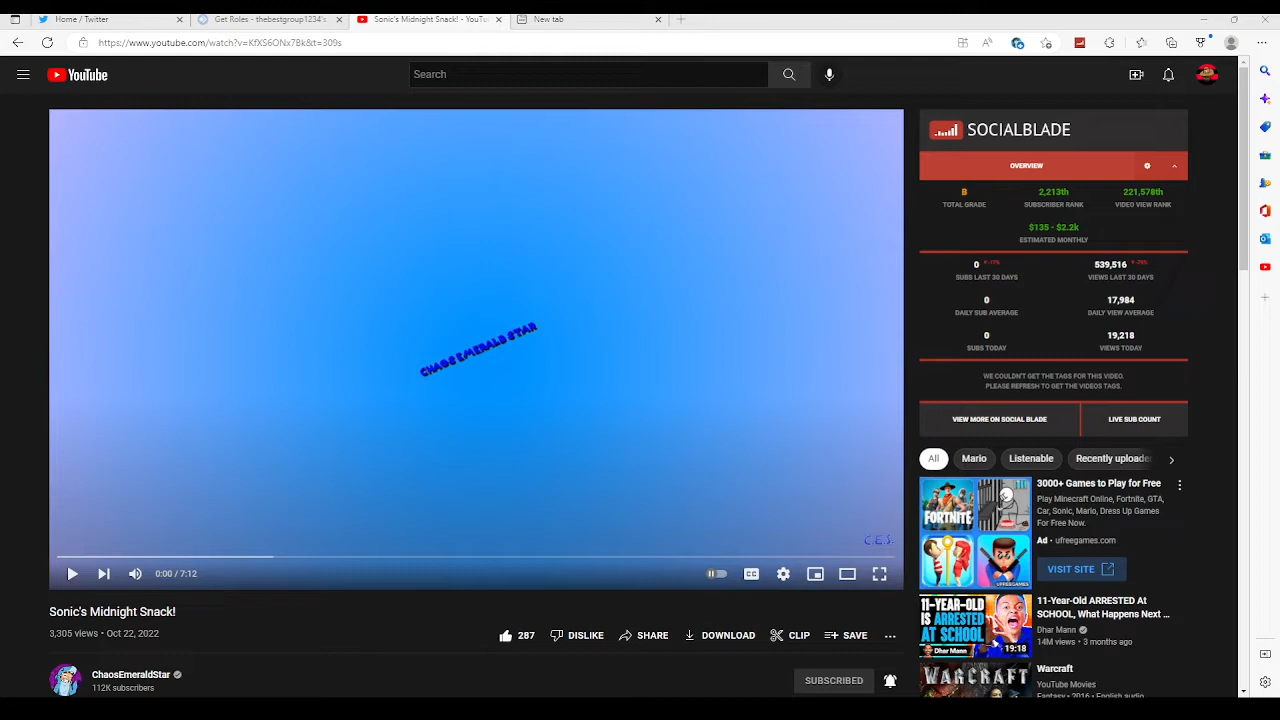 Home / Twitter
Get Roles - thebestgroup1234's
Sonic's Midnight Snack! - YouTu
New tab
https://www.youtube.com/watch?v=KfXS6ONx7Bk&t=309s
YouTube
Search
CHAOS EMERALD STAR
C.E.S.
0:00 / 7:12
CC
Sonic's Midnight Snack!
3,305 views • Oct 22, 2022
287
DISLIKE
SHARE
DOWNLOAD
CLIP
SAVE
ChaosEmeraldStar
112K subscribers
SUBSCRIBED
SOCIALBLADE
OVERVIEW
B 2,213th 221,578th
TOTAL GRADE SUBSCRIBER RANK VIDEO VIEW RANK
$135 - $2.2k
ESTIMATED MONTHLY
0 539,516
SUBS LAST 30 DAYS VIEWS LAST 30 DAYS
0 17,984
DAILY SUB AVERAGE DAILY VIEW AVERAGE
0 19,218
SUBS TODAY VIEWS TODAY
WE COULDN'T GET THE TAGS FOR THIS VIDEO.
PLEASE REFRESH TO GET THE VIDEOS TAGS.
VIEW MORE ON SOCIAL BLADE
LIVE SUB COUNT
All Mario Listenable Recently uploaded
FORTNITE
UFREEGAMES
3000+ Games to Play for Free
Play Minecraft Online, Fortnite, GTA,
Car, Sonic, Mario, Dress Up Games
For Free Now.
Ad • ufreegames.com
VISIT SITE
11-YEAR-OLD
IS ARRESTED
AT SCHOOL
Dhar Mann
19:18
11-Year-Old ARRESTED At
SCHOOL, What Happens Next ...
Dhar Mann
14M views • 3 months ago
WARCRAFT
Warcraft
YouTube Movies
Fantasy • 2016 • English audio